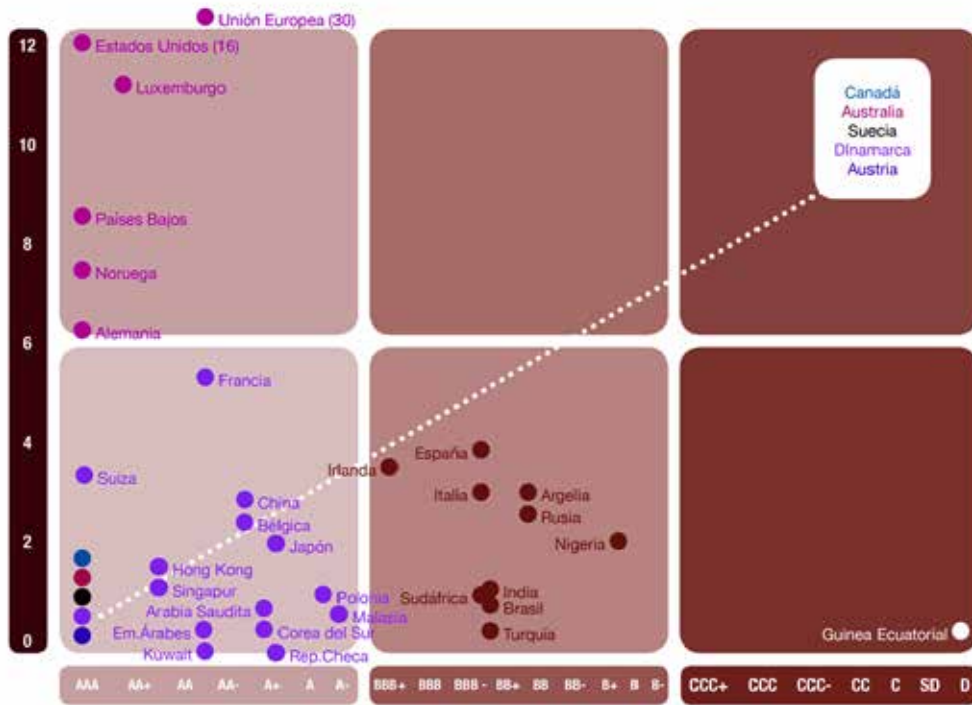 Unión Europea (30)
12
Estados Unidos (16)
Luxemburgo
Canadá
Australia
Suecia
Dinamarca
Austria
10
Países Bajos
8
Noruega
Alemania
6
Francia
4
España
Irlanda
Suiza
Italia
Argelia
China
Rusia
Bélgica
2
Japón
Nigeria
Hong Kong
Singapur
Polonia
India
Sudáfrica
Brasil
Arabia Saudita
Malasia
Em.Árabes
Corea del Sur
Turquía
Guinea Ecuatorial
0
Kuwait
Rep.Checa
AAA AA+ AA AA- A+ A A- BBB+ BBB BBB - BB+ BB BB- B+ B B- CCC+ CCC CCC- CC C SD D